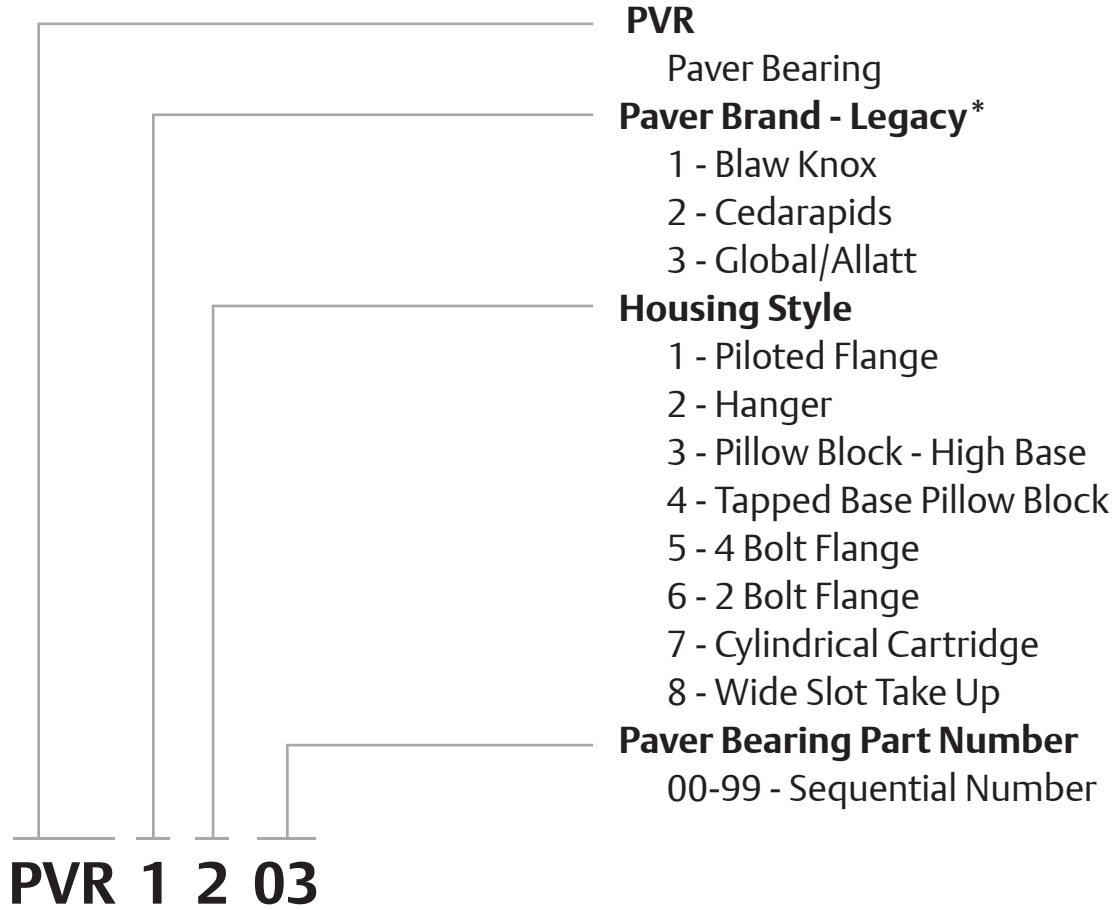 PVR
Paver Bearing
Paver Brand - Legacy*
1 - Blaw Knox
2 - Cedarapids
3 - Global/Allatt
Housing Style
1 - Piloted Flange
2 - Hanger
3 - Pillow Block - High Base
4 - Tapped Base Pillow Block
5 - 4 Bolt Flange
6 - 2 Bolt Flange
7 - Cylindrical Cartridge
8 - Wide Slot Take Up
Paver Bearing Part Number
00-99 - Sequential Number
PVR 1 2 03